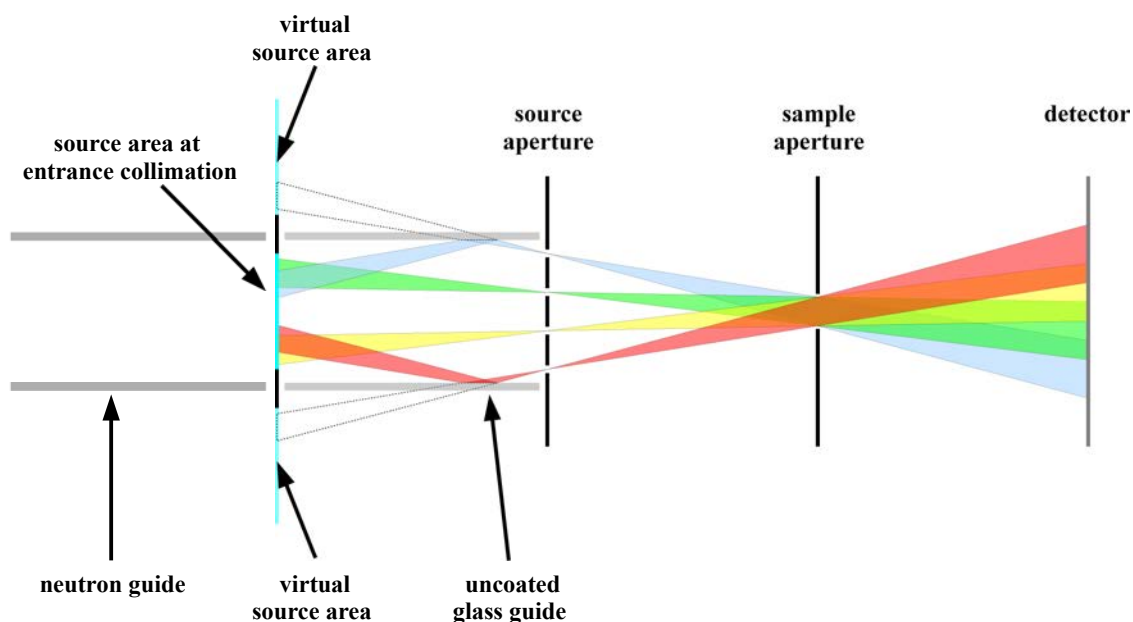 virtual
source area
source area at
entrance collimation
source
aperture
sample
aperture
detector
neutron guide
virtual
source area
uncoated
glass guide